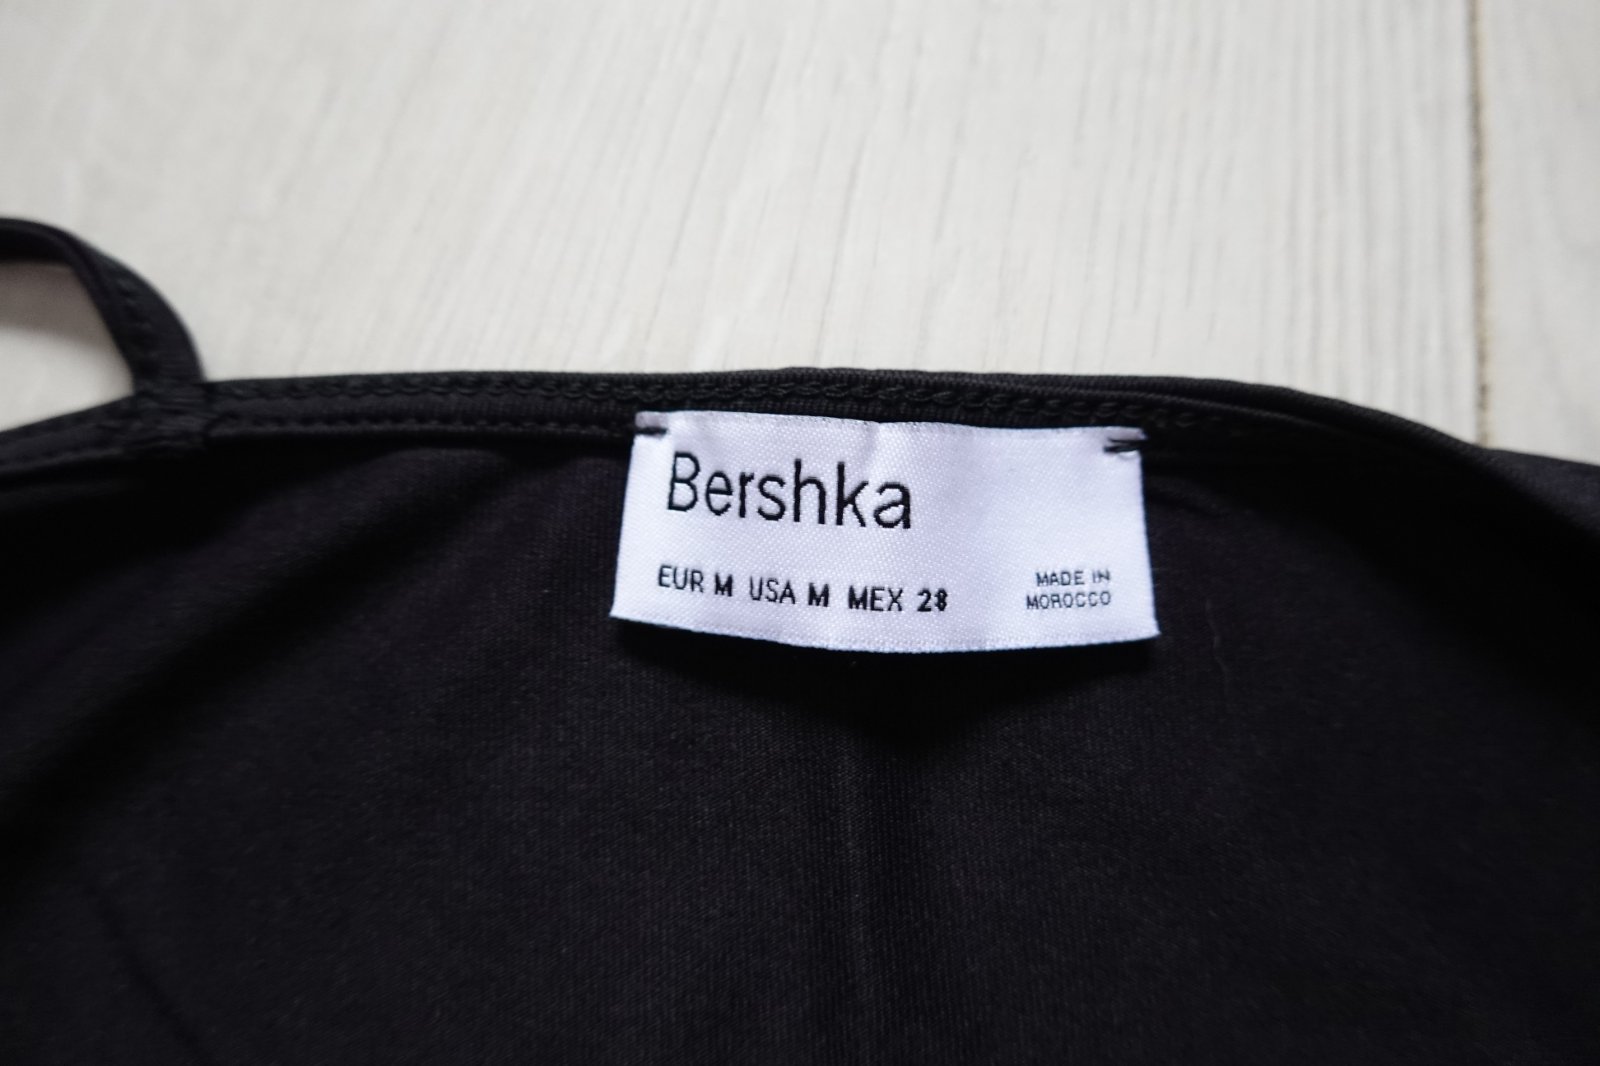 Bershka
EUR M USA M MEX 28
MADE IN
MOROCCO